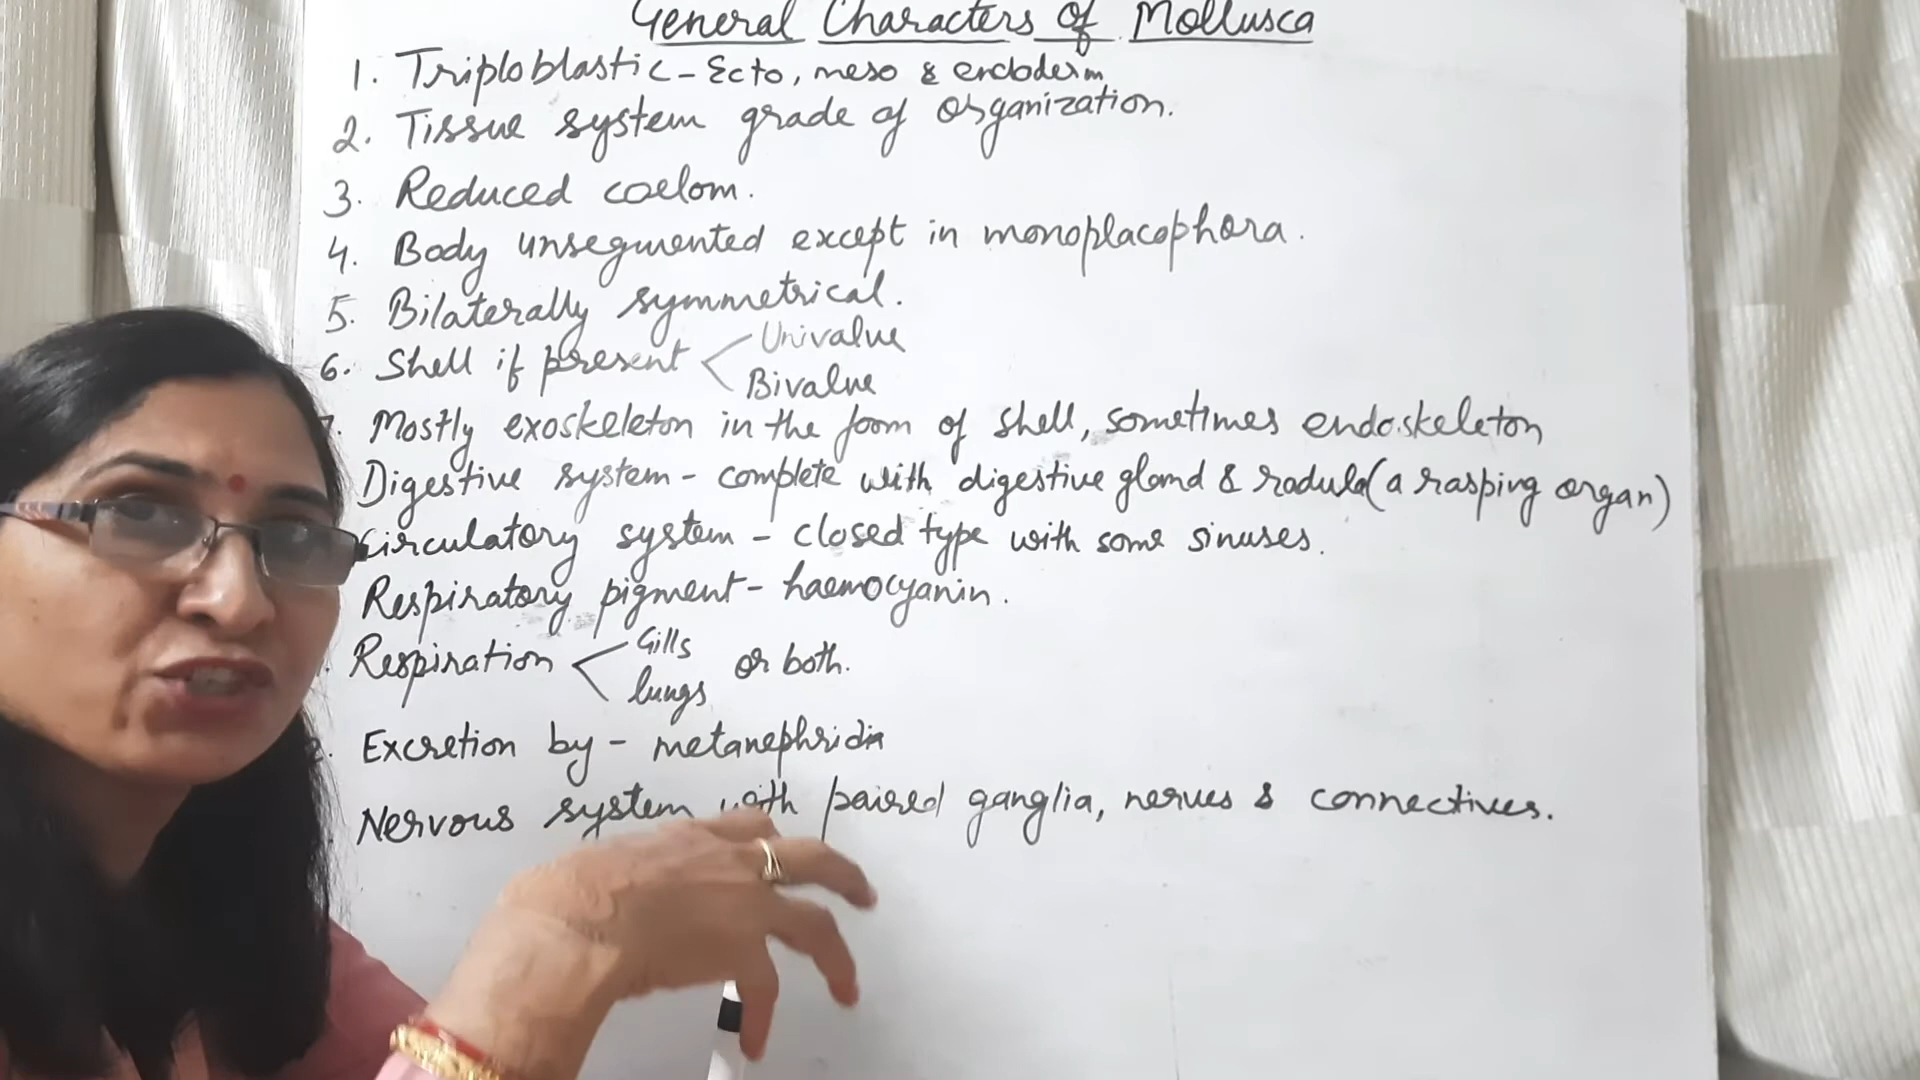 General Characters of Mollusca
1. Triploblastic - Ecto, meso & endoderm
2. Tissue system grade of organization.
3. Reduced coelom.
4. Body unsegmented except in monoplacophora.
5. Bilaterally symmetrical.
6. Shell if present < Univalve
Bivalve
7. Mostly exoskeleton in the form of shell, sometimes endoskeleton
Digestive system - complete with digestive gland & radula (a rasping organ)
Circulatory system - closed type with some sinuses.
Respiratory pigment - haemocyanin.
Respiration < Gills
lungs or both.
Excretion by - metanephridia
Nervous system with paired ganglia, nerves & connectives.